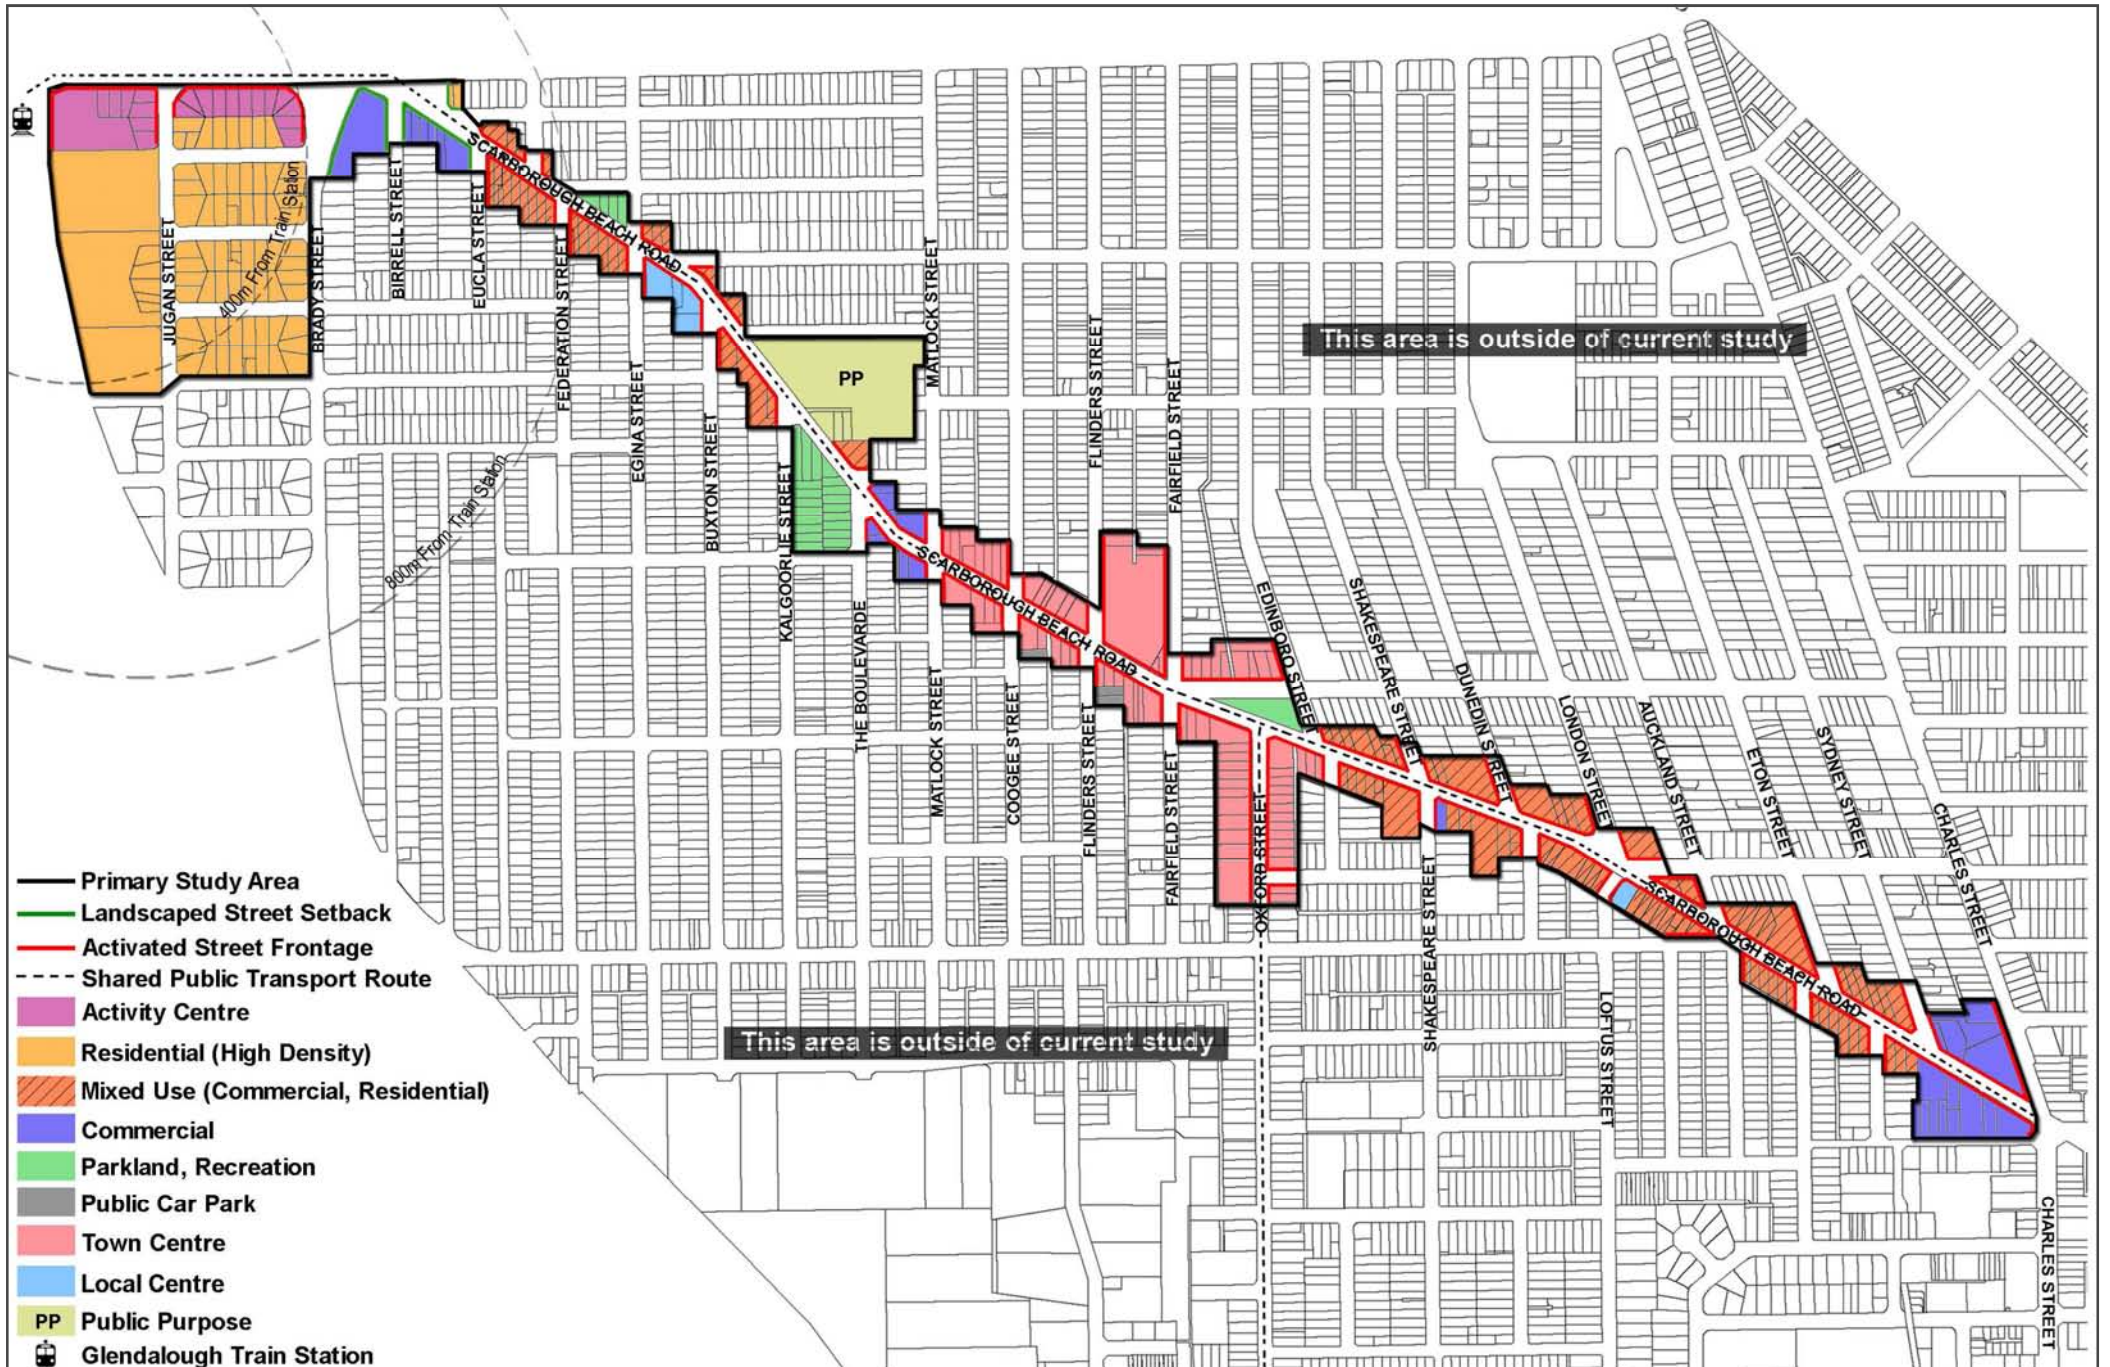 SCARBOROUGH BEACH ROAD
JUGAN STREET
400m From Train Station
BRADY STREET
BIRRELL STREET
EUCLA STREET
FEDERATION STREET
EGINA STREET
BUXTON STREET
800m From Train Station
KALGOORLIE STREET
THE BOULEVARDE
MATLOCK STREET
PP
FLINDERS STREET
FAIRFIELD STREET
This area is outside of current study
SCARBOROUGH BEACH ROAD
MATLOCK STREET
COOGEE STREET
FLINDERS STREET
FAIRFIELD STREET
OXFORD STREET
EDINBORO STREET
SHAKESPEARE STREET
DUNEDIN STREET
LONDON STREET
AUCKLAND STREET
ETON STREET
SYDNEY STREET
CHARLES STREET
SCARBOROUGH BEACH ROAD
SHAKESPEARE STREET
LOFTUS STREET
CHARLES STREET
This area is outside of current study
Primary Study Area
Landscaped Street Setback
Activated Street Frontage
Shared Public Transport Route
Activity Centre
Residential (High Density)
Mixed Use (Commercial, Residential)
Commercial
Parkland, Recreation
Public Car Park
Town Centre
Local Centre
PP Public Purpose
Glendalough Train Station